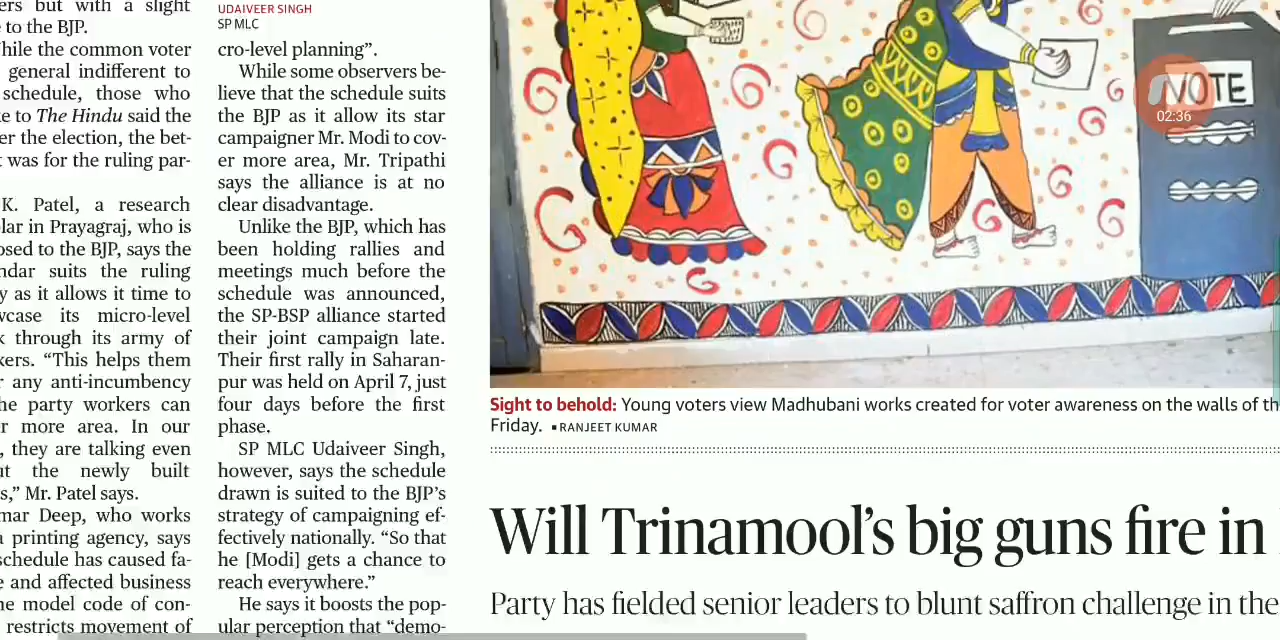 ers but with a slight
e to the BJP.
hile the common voter
general indifferent to
schedule, those who
ke to The Hindu said the
er the election, the bet-
t was for the ruling par-
K. Patel, a research
lar in Prayagraj, who is
osed to the BJP, says the
ndar suits the ruling
y as it allows it time to
wcase its micro-level
k through its army of
kers. “This helps them
r any anti-incumbency
he party workers can
r more area. In our
, they are talking even
ut the newly built
s,” Mr. Patel says.
mar Deep, who works
a printing agency, says
schedule has caused fa-
e and affected business
he model code of con-
restricts movement of
UDAIVEER SINGH
SP MLC
cro-level planning”.
While some observers be-
lieve that the schedule suits
the BJP as it allow its star
campaigner Mr. Modi to cov-
er more area, Mr. Tripathi
says the alliance is at no
clear disadvantage.
Unlike the BJP, which has
been holding rallies and
meetings much before the
schedule was announced,
the SP-BSP alliance started
their joint campaign late.
Their first rally in Saharan-
pur was held on April 7, just
four days before the first
phase.
SP MLC Udaiveer Singh,
however, says the schedule
drawn is suited to the BJP’s
strategy of campaigning ef-
fectively nationally. “So that
he [Modi] gets a chance to
reach everywhere.”
He says it boosts the pop-
ular perception that “demo-
VOTE
02:36
Sight to behold: Young voters view Madhubani works created for voter awareness on the walls of th
Friday. ▪RANJEET KUMAR
Will Trinamool’s big guns fire in
Party has fielded senior leaders to blunt saffron challenge in the